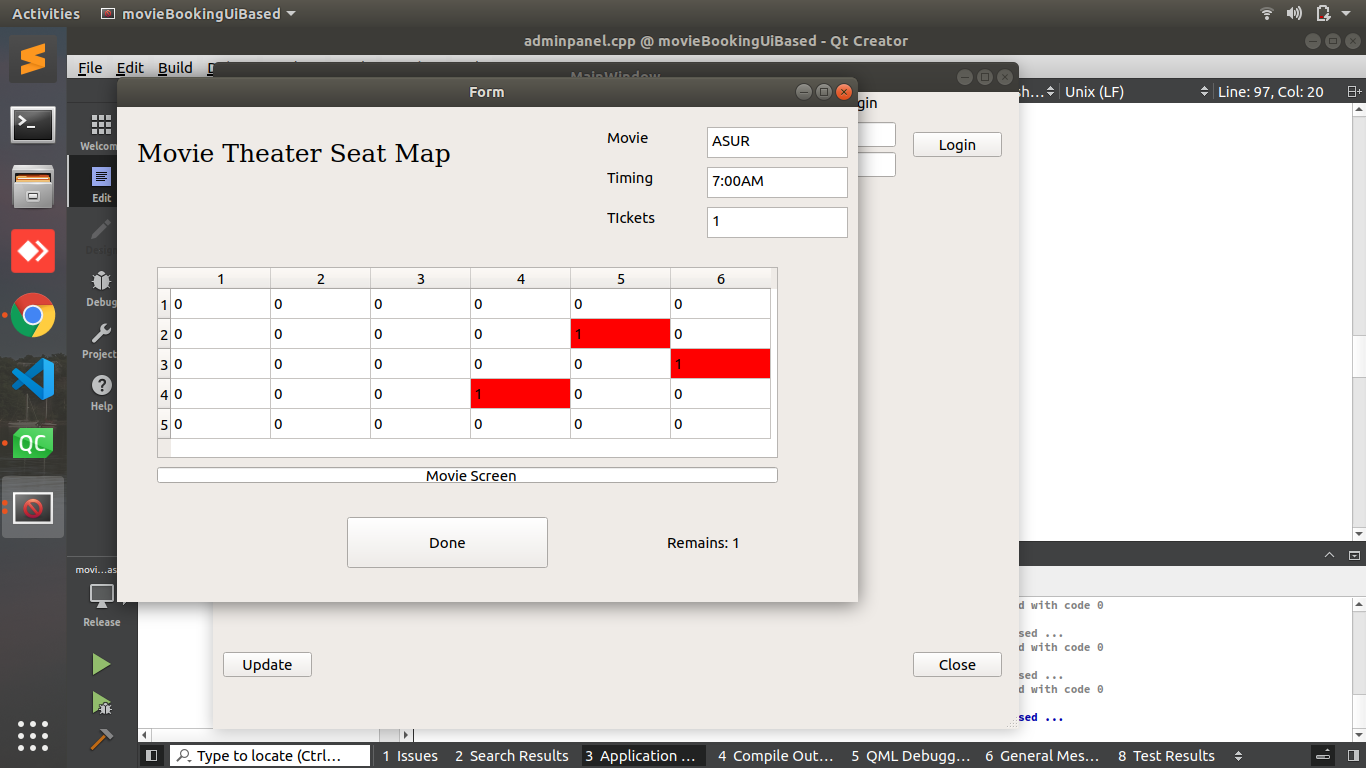 Activities movieBookingUiBased
adminpanel.cpp @ movieBookingUiBased - Qt Creator
File Edit Build
MainWindow
Form
Unix (LF) Line: 97, Col: 20
Movie Theater Seat Map
Movie ASUR
Timing 7:00AM
TIckets 1
Login
Welcom
Edit
Design
Debug
Project
Help
1 2 3 4 5 6
1 0 0 0 0 0 0
2 0 0 0 0 1 0
3 0 0 0 0 0 1
4 0 0 0 1 0 0
5 0 0 0 0 0 0
Movie Screen
Done Remains: 1
QC
movi...as
Release
d with code 0
sed ...
d with code 0
sed ...
d with code 0
sed ...
Update Close
Type to locate (Ctrl... 1 Issues 2 Search Results 3 Application ... 4 Compile Out... 5 QML Debugg... 6 General Mes... 8 Test Results